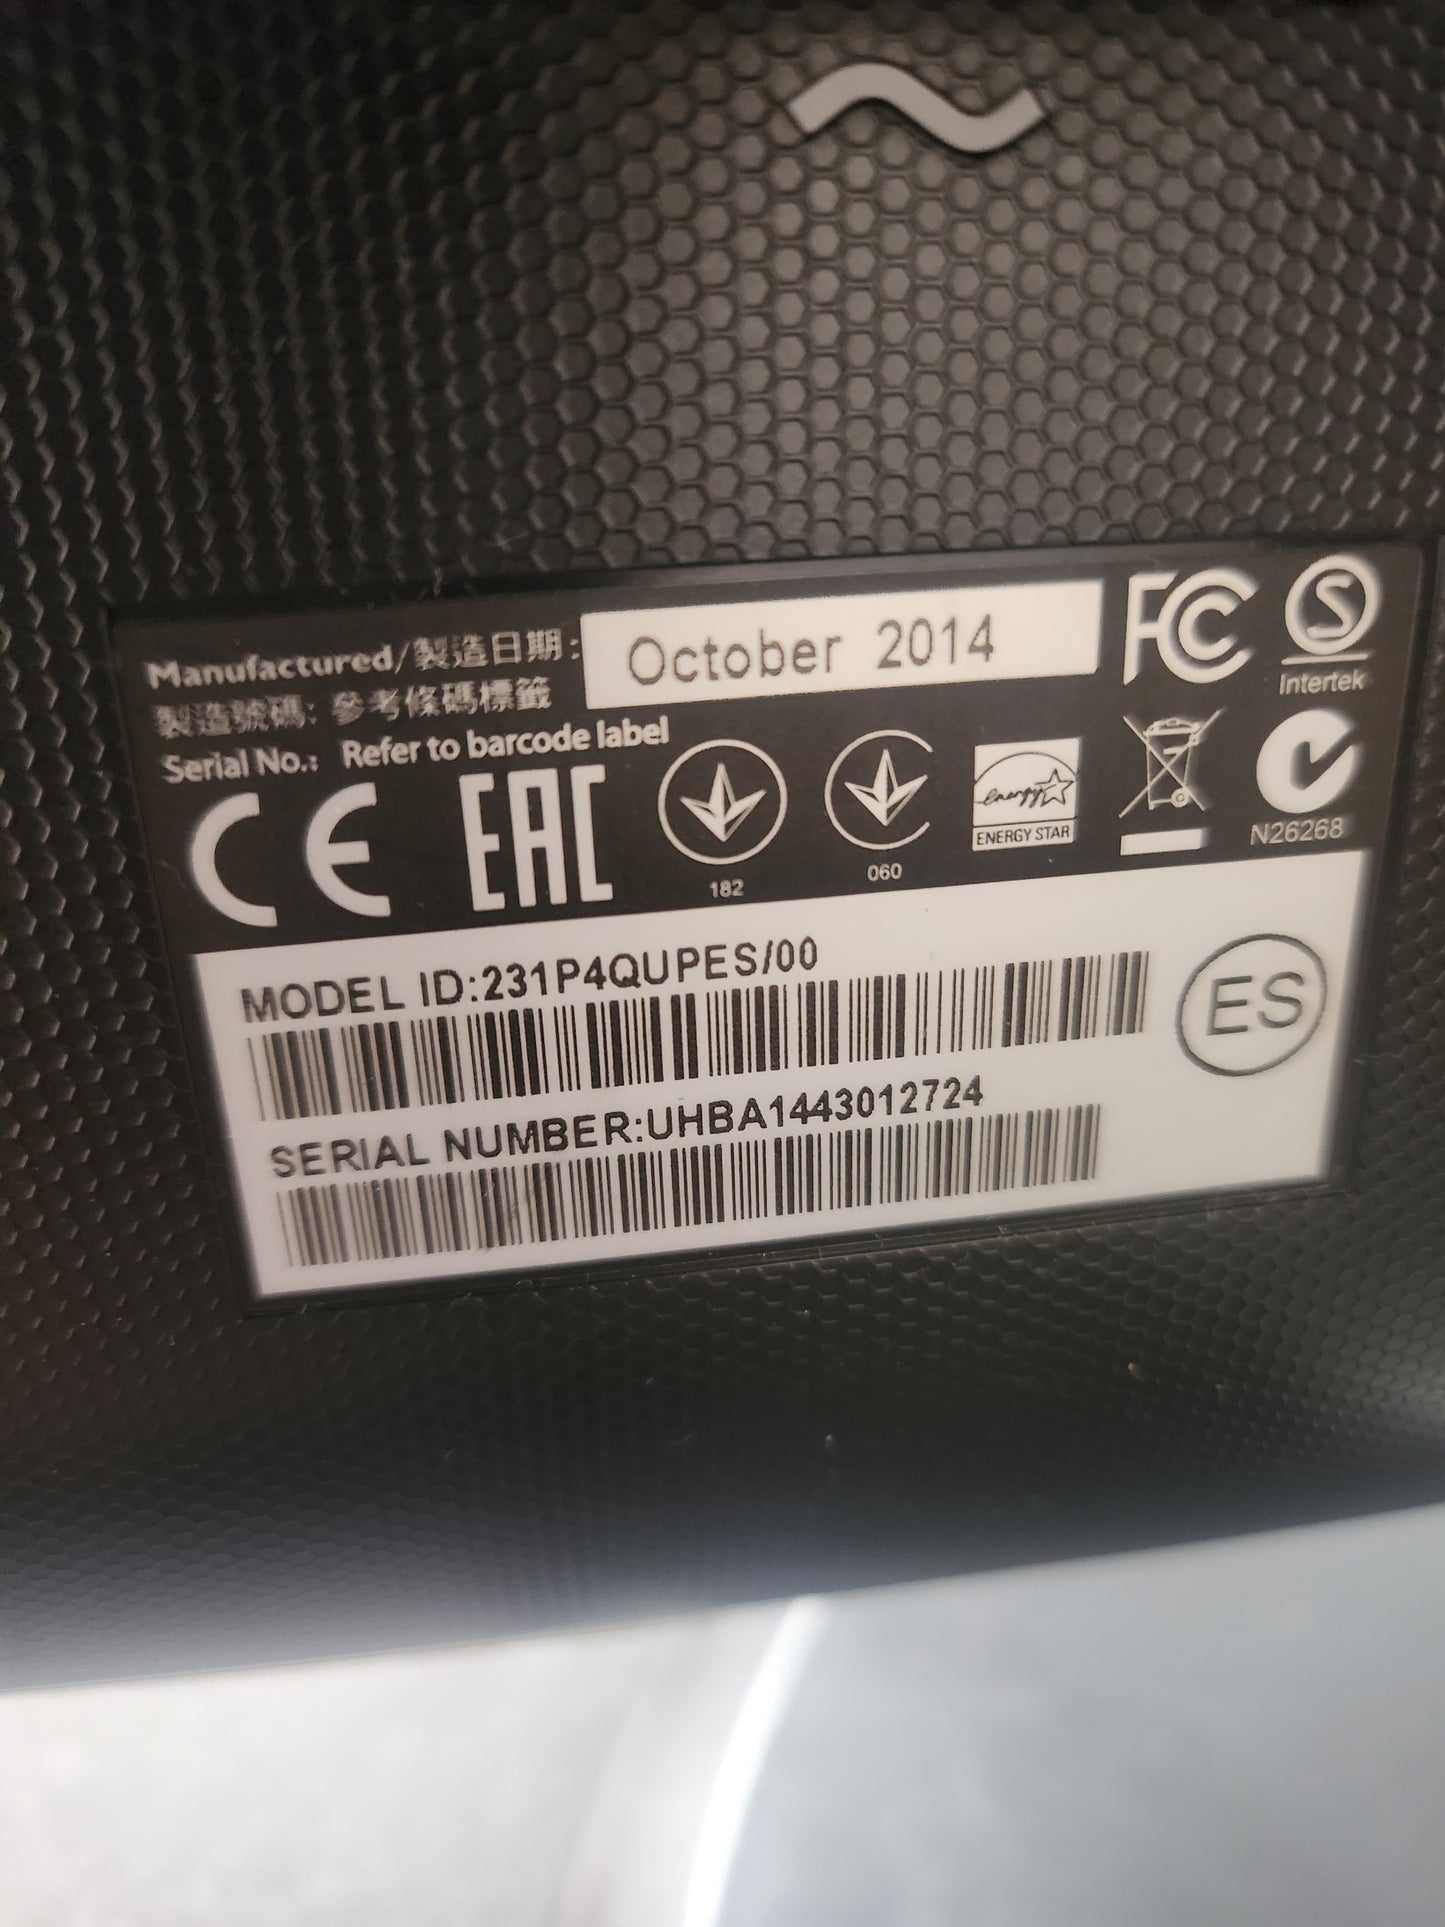 Manufactured/製造日期: October 2014
製造號碼: 參考條碼標籤
Serial No.: Refer to barcode label
FC
S
Intertek
CE
EAC
182
060
energy
ENERGY STAR
N26268
MODEL ID:231P4QUPES/00
ES
SERIAL NUMBER:UHBA1443012724